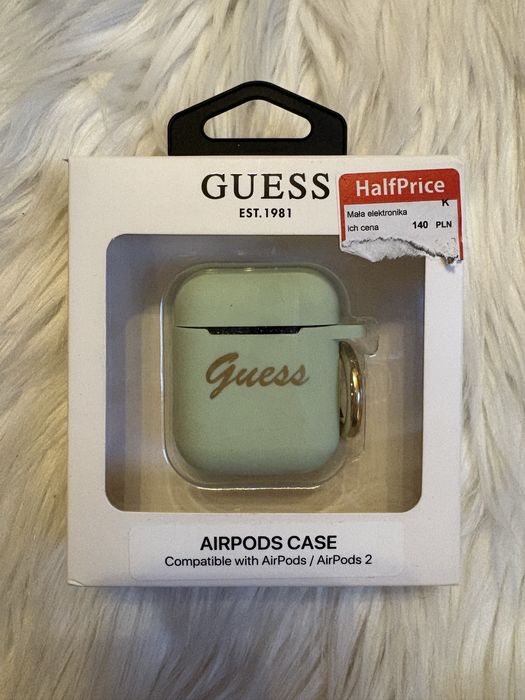 GUESS
EST.1981
HalfPrice
K
Mała elektronika
ich cena 140 PLN
Guess
AIRPODS CASE
Compatible with AirPods / AirPods 2